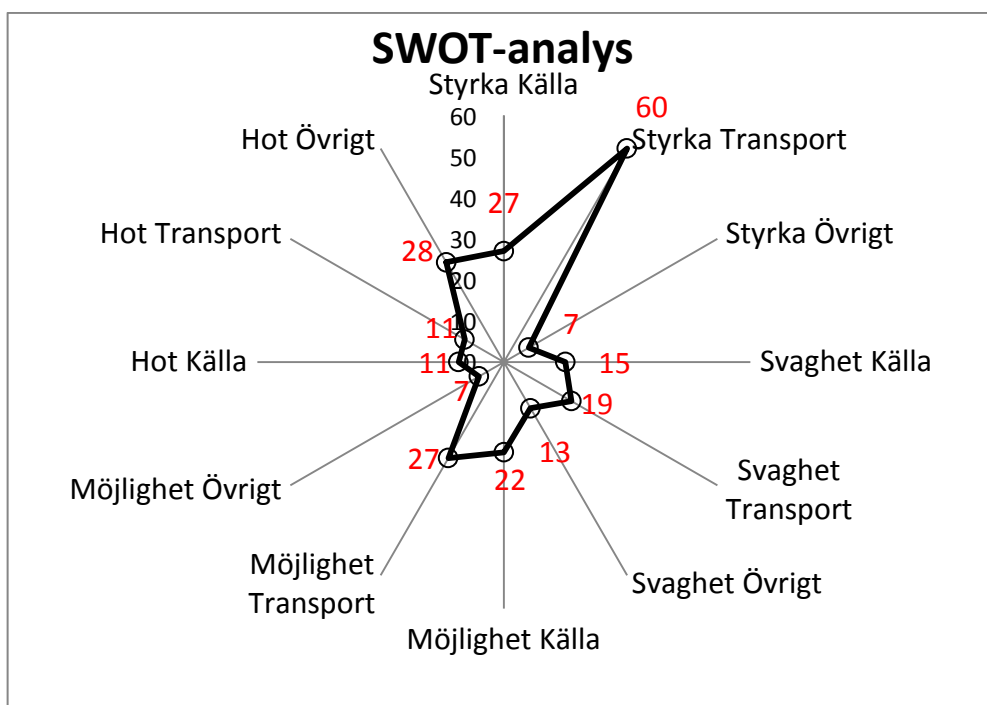 SWOT-analys
Styrka Källa
60
60
Styrka Transport
Hot Övrigt
50
40
27
30
Hot Transport
Styrka Övrigt
28
20
10
7
11
Hot Källa
11
0
15
Svaghet Källa
7
19
13
27
22
Svaghet
Transport
Möjlighet Övrigt
Möjlighet
Transport
Svaghet Övrigt
Möjlighet Källa